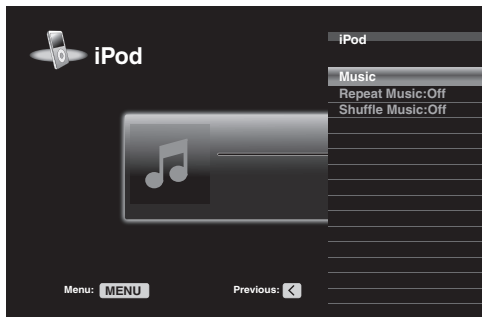 iPod
iPod
Music
Repeat Music:Off
Shuffle Music:Off
Menu: MENU
Previous: <